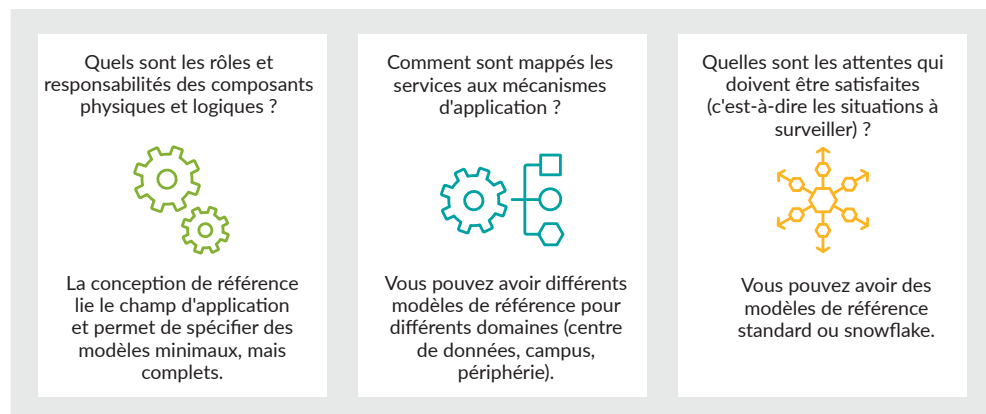 Quels sont les rôles et
responsabilités des composants
physiques et logiques ?
La conception de référence
lie le champ d'application
et permet de spécifier des
modèles minimaux, mais
complets.
Comment sont mappés les
services aux mécanismes
d'application ?
Vous pouvez avoir différents
modèles de référence pour
différents domaines (centre
de données, campus,
périphérie).
Quelles sont les attentes qui
doivent être satisfaites
(c'est-à-dire les situations à
surveiller) ?
Vous pouvez avoir des
modèles de référence
standard ou snowflake.